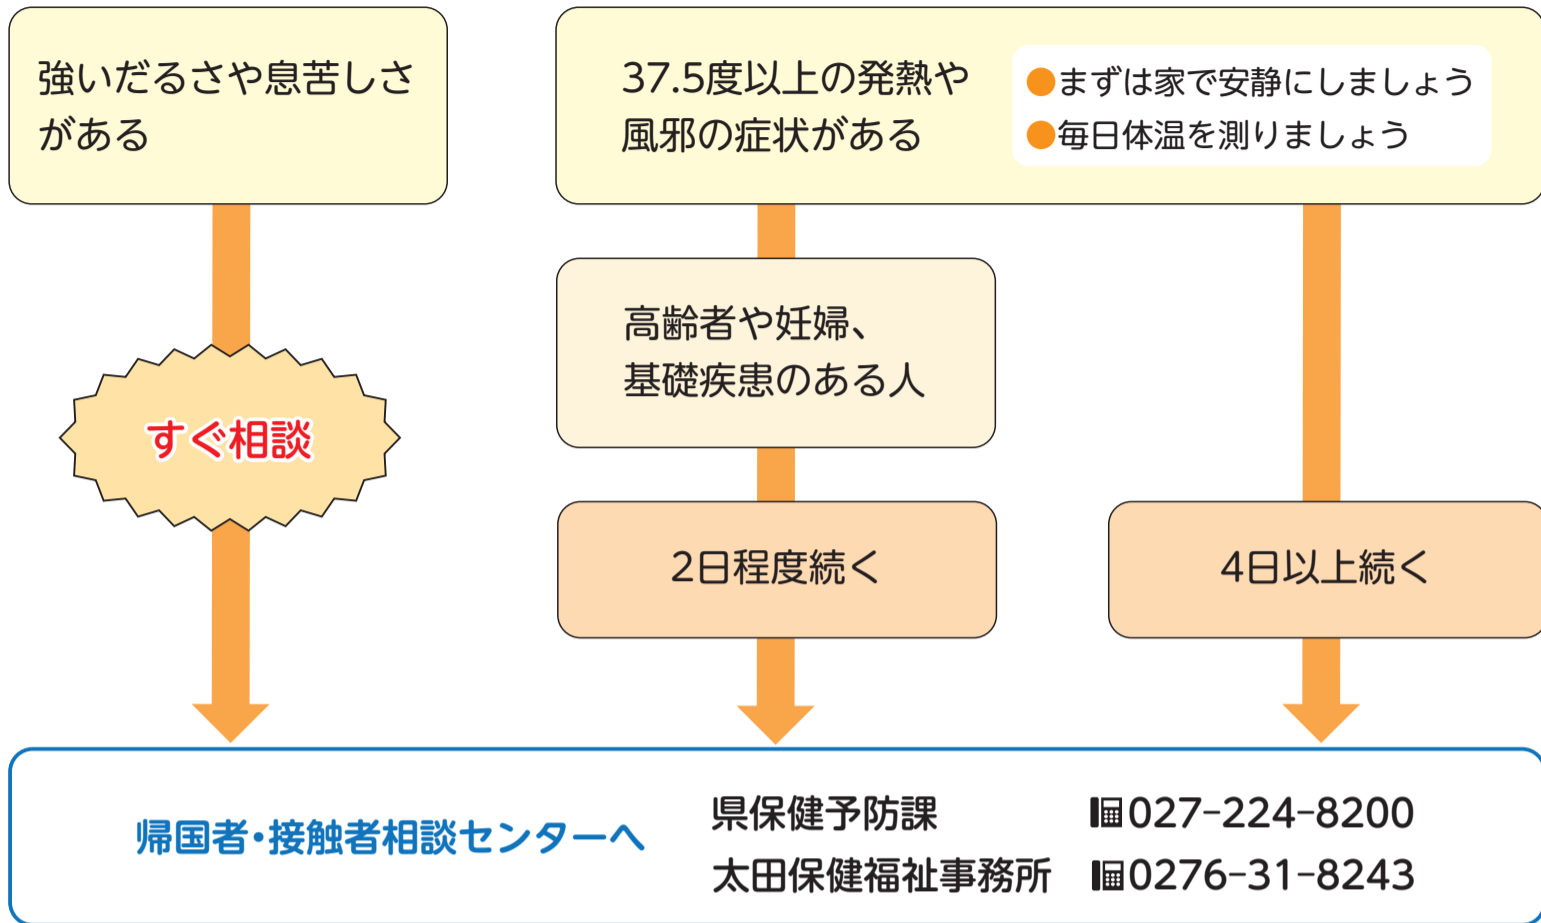 強いだるさや息苦しさ
がある
37.5度以上の発熱や
風邪の症状がある
●まずは家で安静にしましょう
●毎日体温を測りましょう
高齢者や妊婦、
基礎疾患のある人
すぐ相談
2日程度続く
4日以上続く
帰国者・接触者相談センターへ
県保健予防課 027-224-8200
太田保健福祉事務所 0276-31-8243